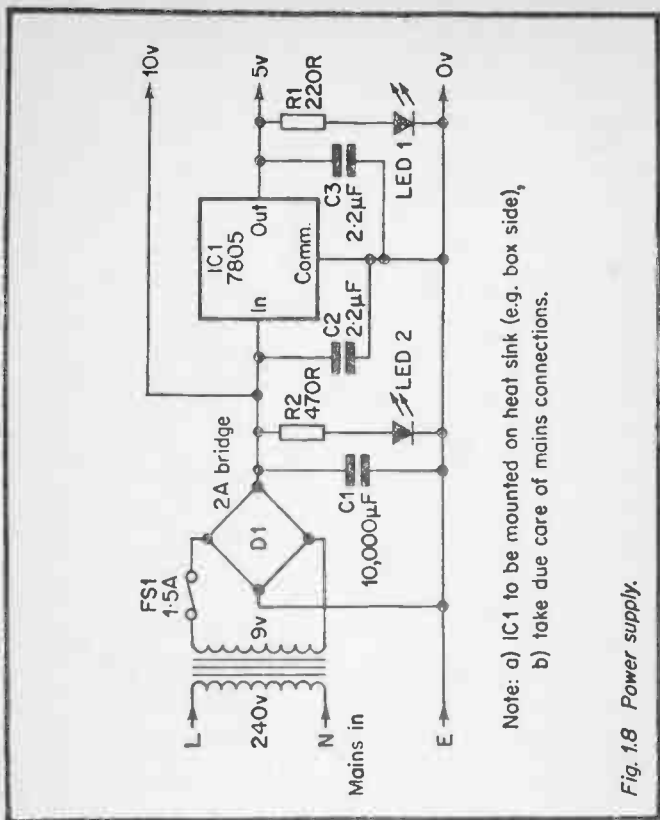 10v
5v
0v
R1
220R
LED 1
C3
2·2µF
IC1
7805
Out
In
Comm.
C2
2·2µF
LED 2
R2
470R
C1
10,000µF
2A bridge
D1
FS1
1·5A
9v
240v
L
N
Mains in
E
Note: a) IC1 to be mounted on heat sink (e.g. box side),
b) take due care of mains connections.
Fig. 1.8 Power supply.